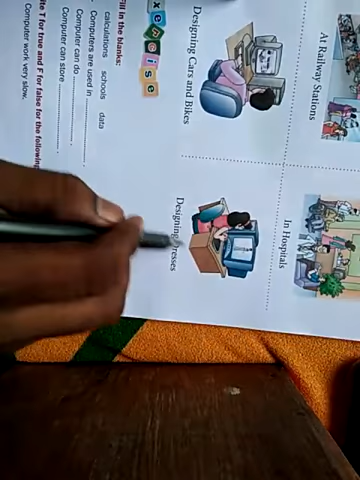 At Railway Stations
In Hospitals
Designing Cars and Bikes
Designing Dresses
exercise
Fill in the blanks:
calculations schools data
Computers are used in
Computer can do
Computer can store
te T for true and F for false for the following
Computer work very slow.